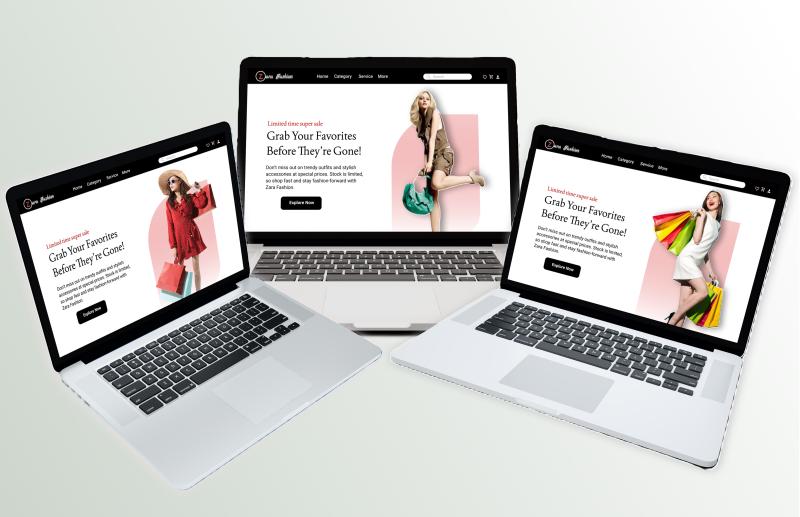 Zara Fashion
Home Category Service More
Limited time super sale
Grab Your Favorites
Before They're Gone!
Don't miss out on trendy outfits and stylish
accessories at special prices. Stock is limited,
so shop fast and stay fashion-forward with
Zara Fashion.
Explore Now
Zara Fashion
Home Category Service More
Limited time super sale
Grab Your Favorites
Before They're Gone!
Don't miss out on trendy outfits and stylish
accessories at special prices. Stock is limited,
so shop fast and stay fashion-forward with
Zara Fashion.
Explore Now
Zara Fashion
Home Category Service More
Limited time super sale
Grab Your Favorites
Before They're Gone!
Don't miss out on trendy outfits and stylish
accessories at special prices. Stock is limited,
so shop fast and stay fashion-forward with
Zara Fashion.
Explore Now